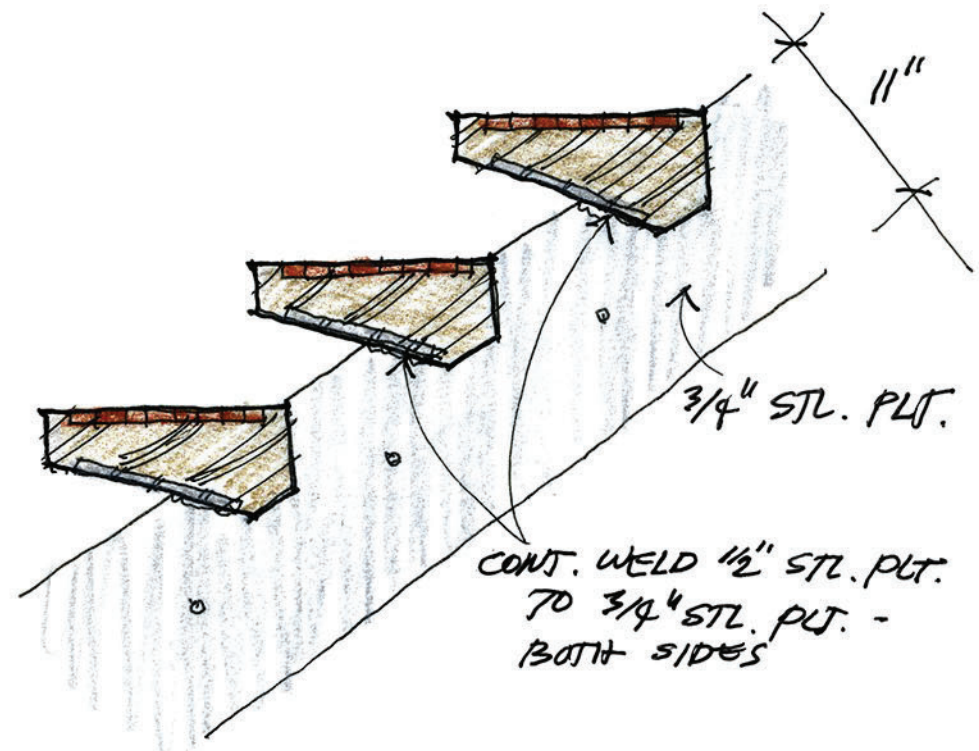 11"
3/4" STL. PLT.
CONT. WELD 1/2" STL. PLT.
TO 3/4" STL. PLT. -
BOTH SIDES